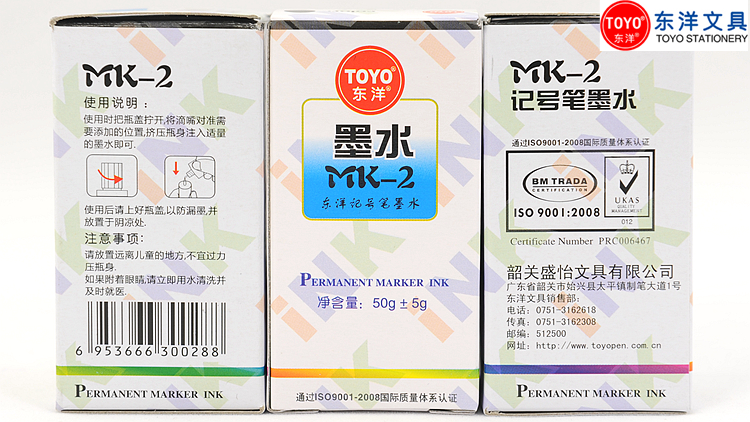 MK-2
使用说明：
使用时把瓶盖拧开,将滴嘴对准需
要添加的位置,挤压瓶身注入适量
的墨水即可.
使用后请上好瓶盖,以防漏墨,并
放置于阴凉处.
注意事项:
请放置远离儿童的地方,不宜过力
压瓶身.
如果附着眼睛,请立即用水清洗并
及时就医.
6 953666 300288
PERMANENT MARKER INK
TOYO®
东洋®
墨水
MK-2
东洋记号笔墨水
PERMANENT MARKER INK
净含量: 50g±5g
通过ISO9001-2008国际质量体系认证
TOYO®
东洋®
东洋文具
TOYO STATIONERY
MK-2
记号笔墨水
通过ISO9001-2008国际质量体系认证
BM TRADA
CERTIFICATION
ISO 9001:2008
UKAS
QUALITY
MANAGEMENT
012
Certificate Number PRC006467
韶关盛怡文具有限公司
广东省韶关市始兴县太平镇制笔大道1号
东洋文具销售部:
电话: 0751-3162618
传真: 0751-3162308
邮编: 512500
网址: http://www.toyopen.com.cn
PERMANENT MARKER INK
iNK